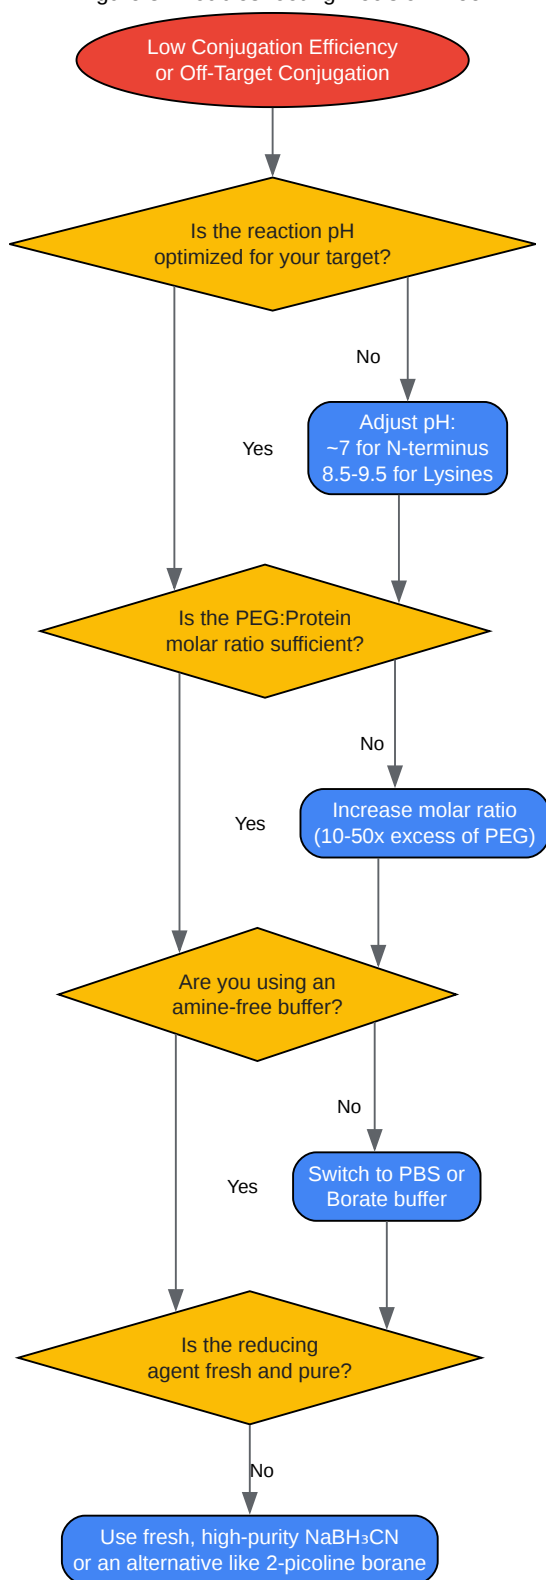 Low Conjugation Efficiency
or Off-Target Conjugation
Is the reaction pH
optimized for your target?
No
Adjust pH:
~7 for N-terminus
8.5-9.5 for Lysines
Yes
Is the PEG:Protein
molar ratio sufficient?
No
Increase molar ratio
(10-50x excess of PEG)
Yes
Are you using an
amine-free buffer?
No
Switch to PBS or
Borate buffer
Yes
Is the reducing
agent fresh and pure?
No
Use fresh, high-purity NaBH₃CN
or an alternative like 2-picoline borane